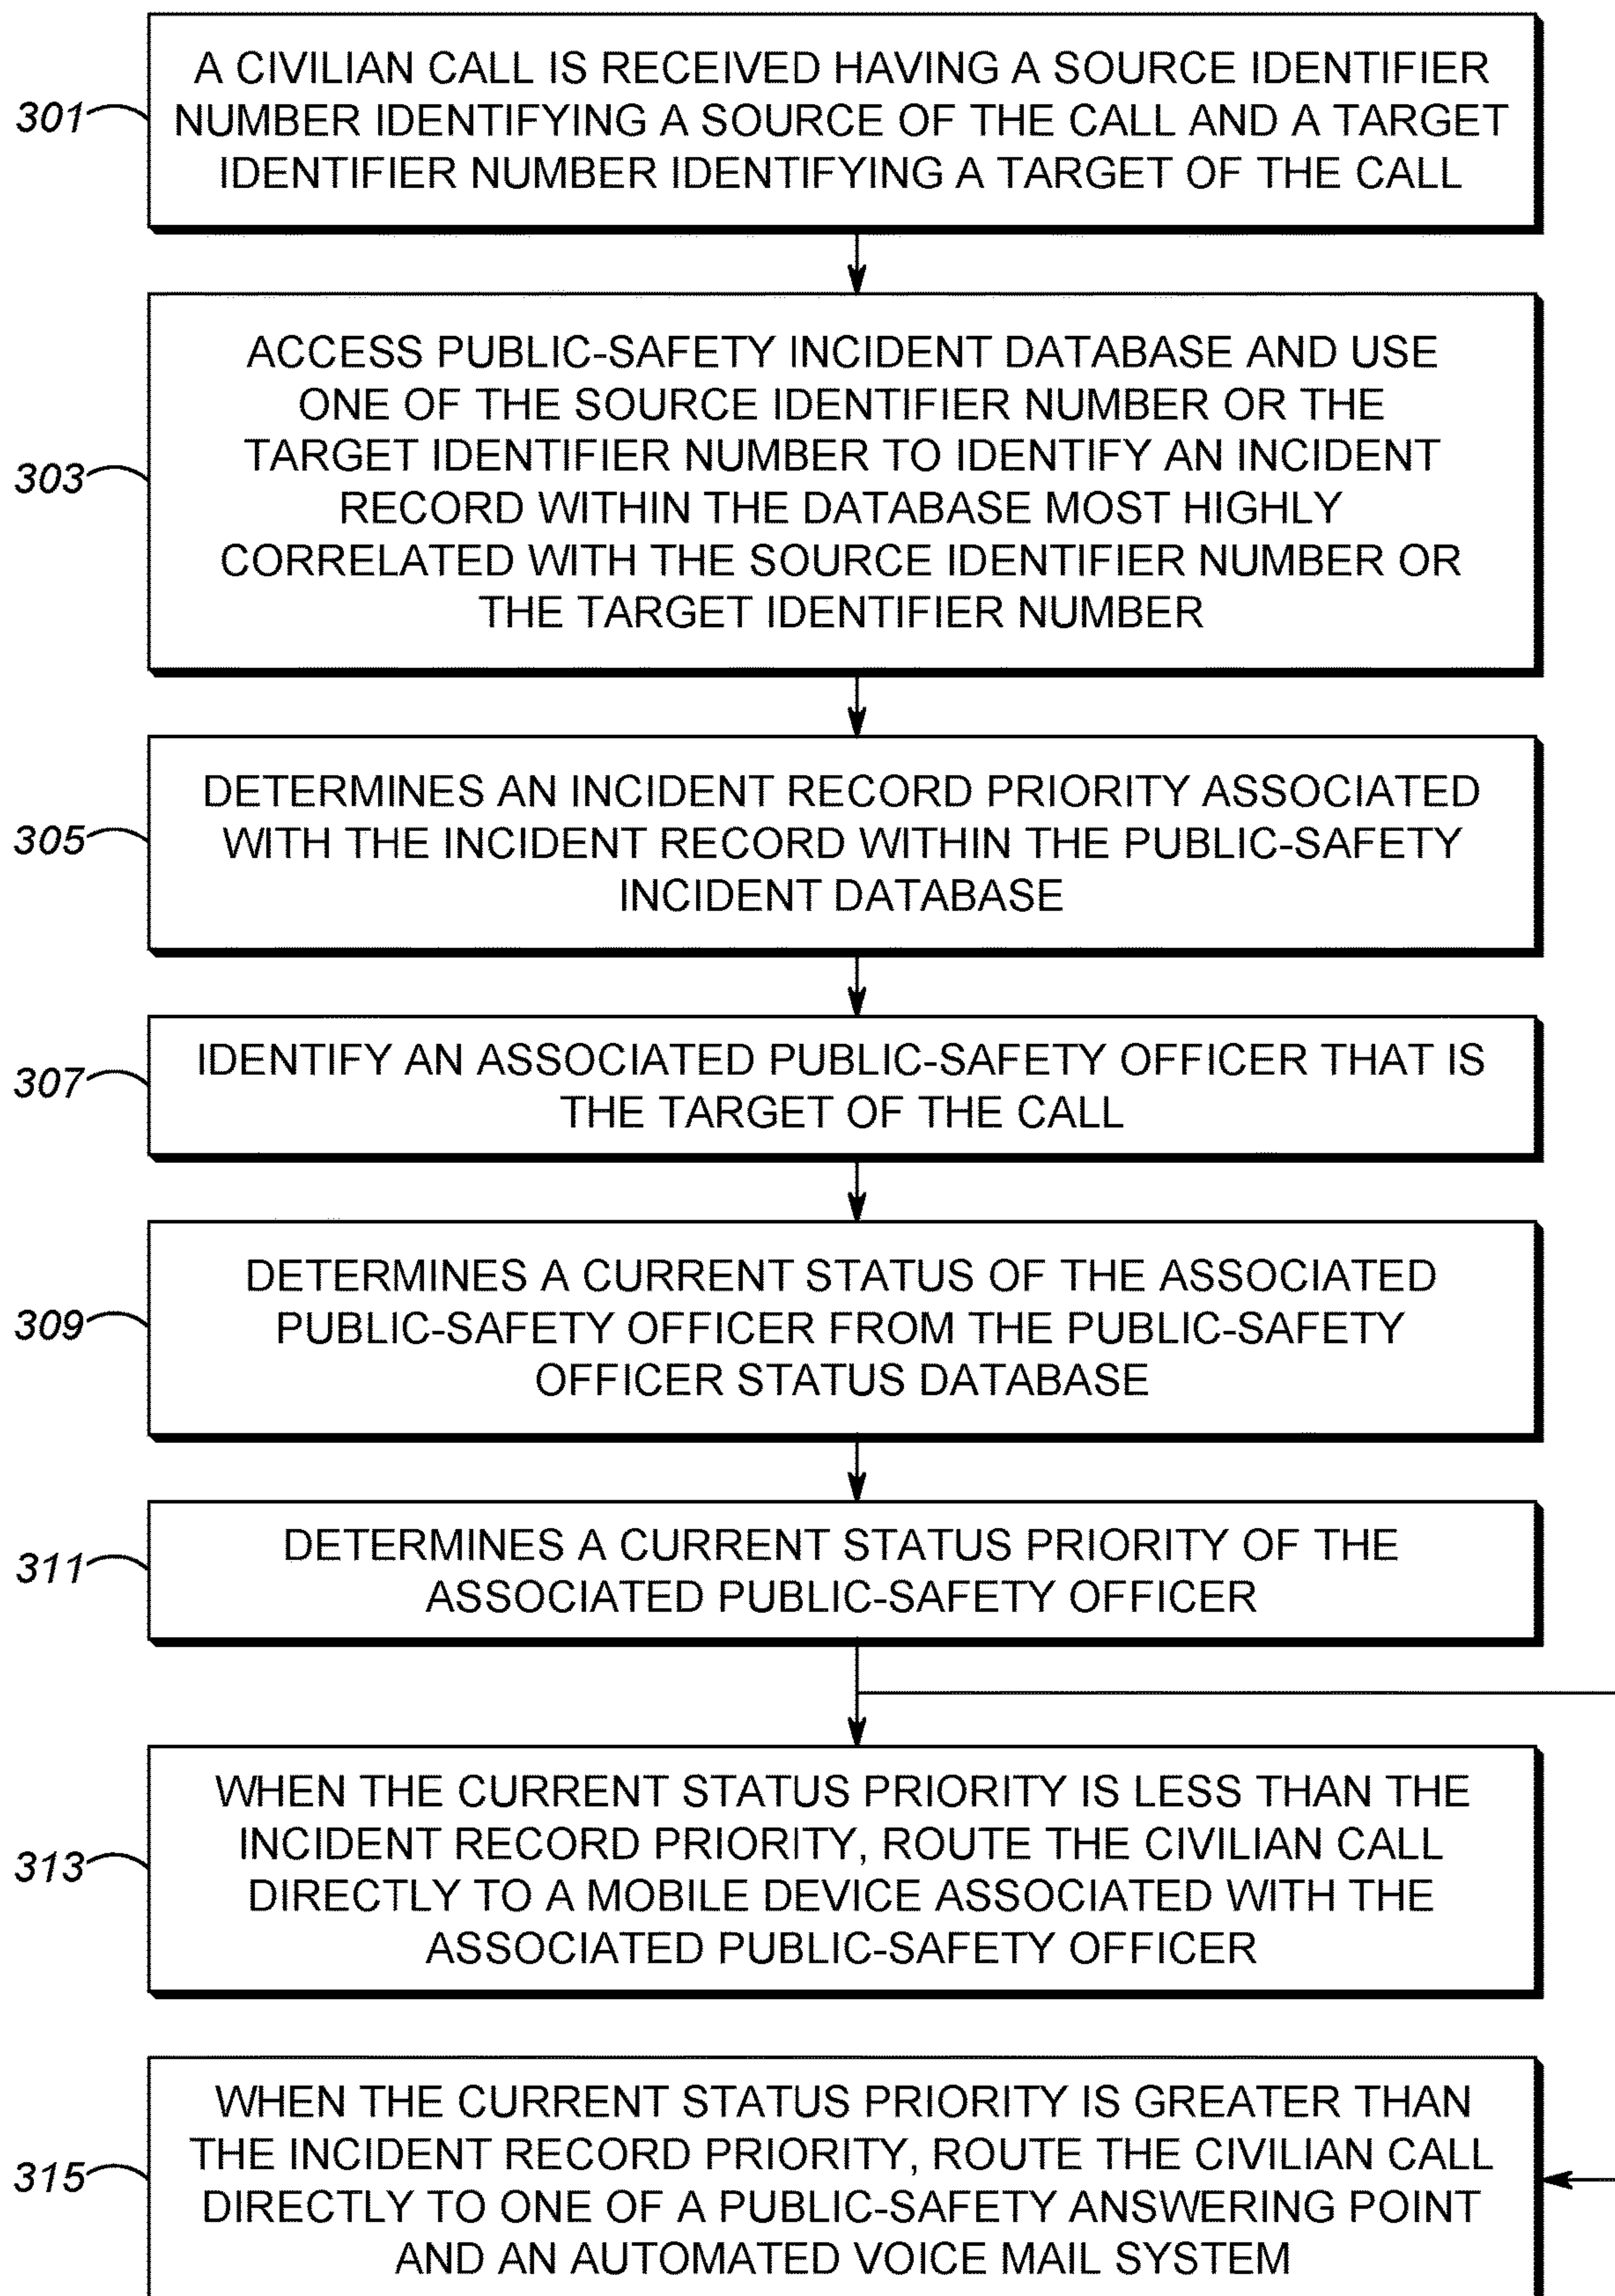 A CIVILIAN CALL IS RECEIVED HAVING A SOURCE IDENTIFIER
301
NUMBER IDENTIFYING A SOURCE OF THE CALL AND A TARGET
IDENTIFIER NUMBER IDENTIFYING A TARGET OF THE CALL
ACCESS PUBLIC-SAFETY INCIDENT DATABASE AND USE
ONE OF THE SOURCE IDENTIFIER NUMBER OR THE
TARGET IDENTIFIER NUMBER TO IDENTIFY AN INCIDENT
303
RECORD WITHIN THE DATABASE MOST HIGHLY
CORRELATED WITH THE SOURCE IDENTIFIER NUMBER OR
THE TARGET IDENTIFIER NUMBER
DETERMINES AN INCIDENT RECORD PRIORITY ASSOCIATED
305
WITH THE INCIDENT RECORD WITHIN THE PUBLIC-SAFETY
INCIDENT DATABASE
IDENTIFY AN ASSOCIATED PUBLIC-SAFETY OFFICER THAT IS
307
THE TARGET OF THE CALL
DETERMINES A CURRENT STATUS OF THE ASSOCIATED
309
PUBLIC-SAFETY OFFICER FROM THE PUBLIC-SAFETY
OFFICER STATUS DATABASE
DETERMINES A CURRENT STATUS PRIORITY OF THE
311
ASSOCIATED PUBLIC-SAFETY OFFICER
WHEN THE CURRENT STATUS PRIORITY IS LESS THAN THE
INCIDENT RECORD PRIORITY, ROUTE THE CIVILIAN CALL
313
DIRECTLY TO A MOBILE DEVICE ASSOCIATED WITH THE
ASSOCIATED PUBLIC-SAFETY OFFICER
WHEN THE CURRENT STATUS PRIORITY IS GREATER THAN
THE INCIDENT RECORD PRIORITY, ROUTE THE CIVILIAN CALL
315
DIRECTLY TO ONE OF A PUBLIC-SAFETY ANSWERING POINT
AND AN AUTOMATED VOICE MAIL SYSTEM